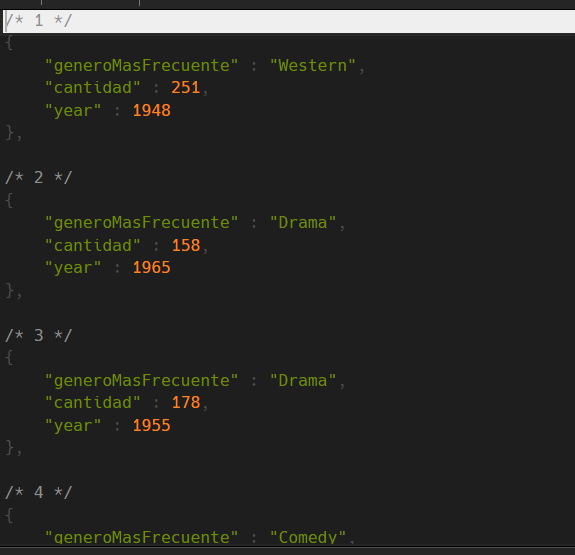 /* 1 */
{
    "generoMasFrecuente" : "Western",
    "cantidad" : 251,
    "year" : 1948
},
/* 2 */
{
    "generoMasFrecuente" : "Drama",
    "cantidad" : 158,
    "year" : 1965
},
/* 3 */
{
    "generoMasFrecuente" : "Drama",
    "cantidad" : 178,
    "year" : 1955
},
/* 4 */
{
    "generoMasFrecuente" : "Comedy",